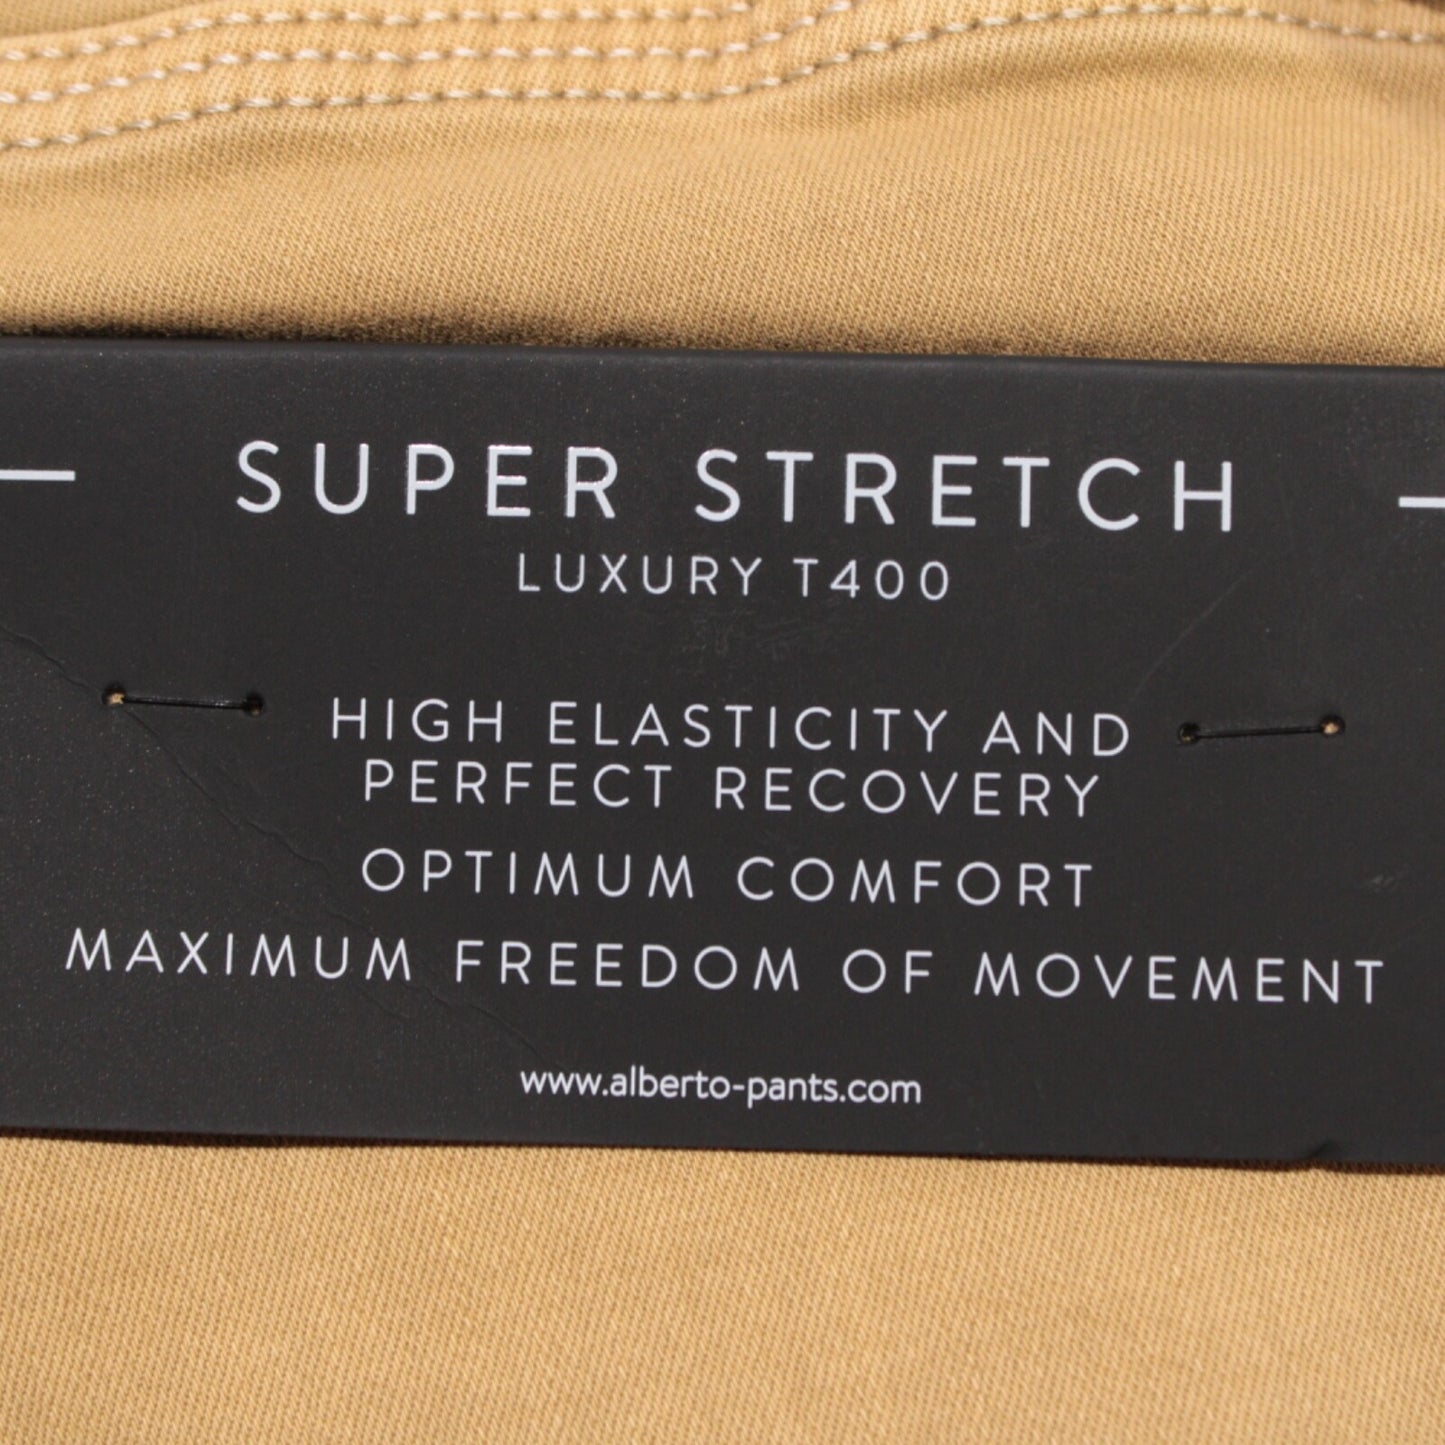 SUPER STRETCH
LUXURY T400
HIGH ELASTICITY AND
PERFECT RECOVERY
OPTIMUM COMFORT
MAXIMUM FREEDOM OF MOVEMENT
www.alberto-pants.com